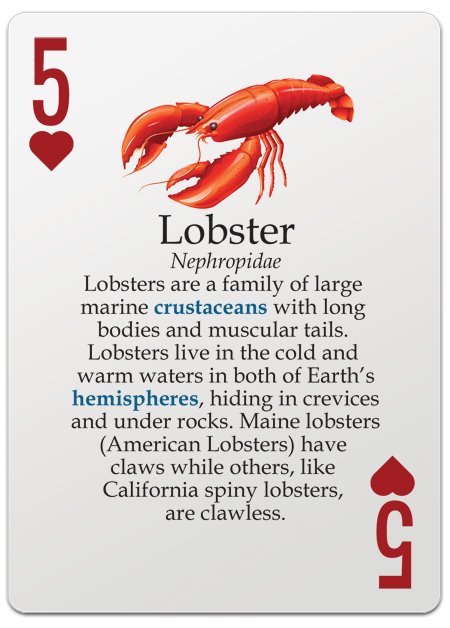 5
Lobster
Nephropidae
Lobsters are a family of large
marine crustaceans with long
bodies and muscular tails.
Lobsters live in the cold and
warm waters in both of Earth's
hemispheres, hiding in crevices
and under rocks. Maine lobsters
(American Lobsters) have
claws while others, like
California spiny lobsters,
are clawless.
5